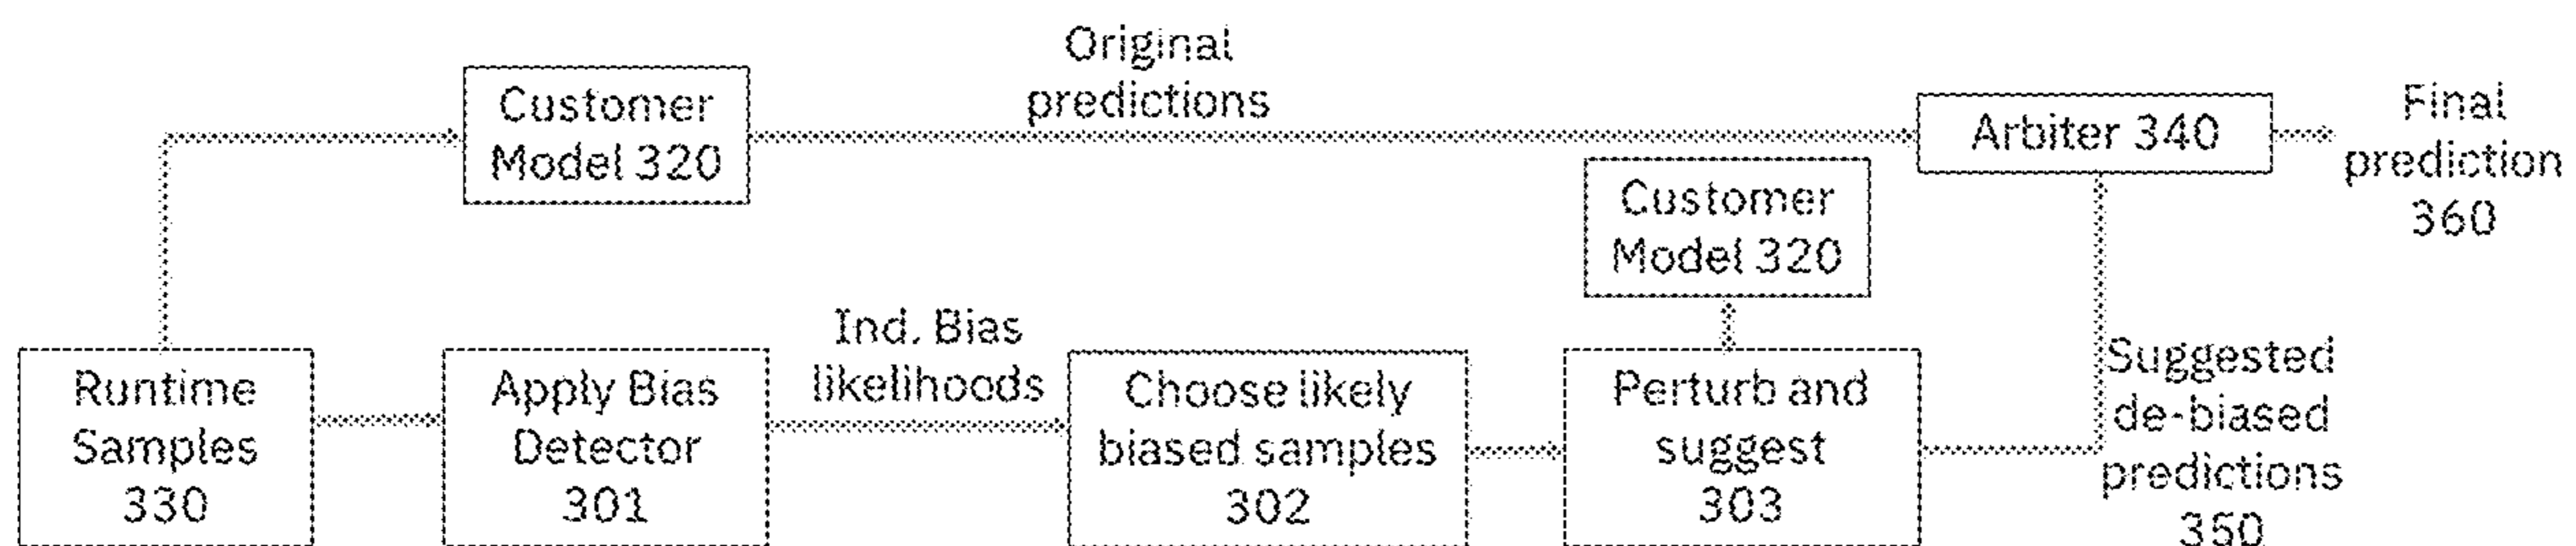 Original
predictions
Customer
Model 320
Arbiter 340
Final
prediction
360
Customer
Model 320
Runtime
Samples
330
Apply Bias
Detector
301
Ind. Bias
likelihoods
Choose likely
biased samples
302
Perturb and
suggest
303
Suggested
de-biased
predictions
350